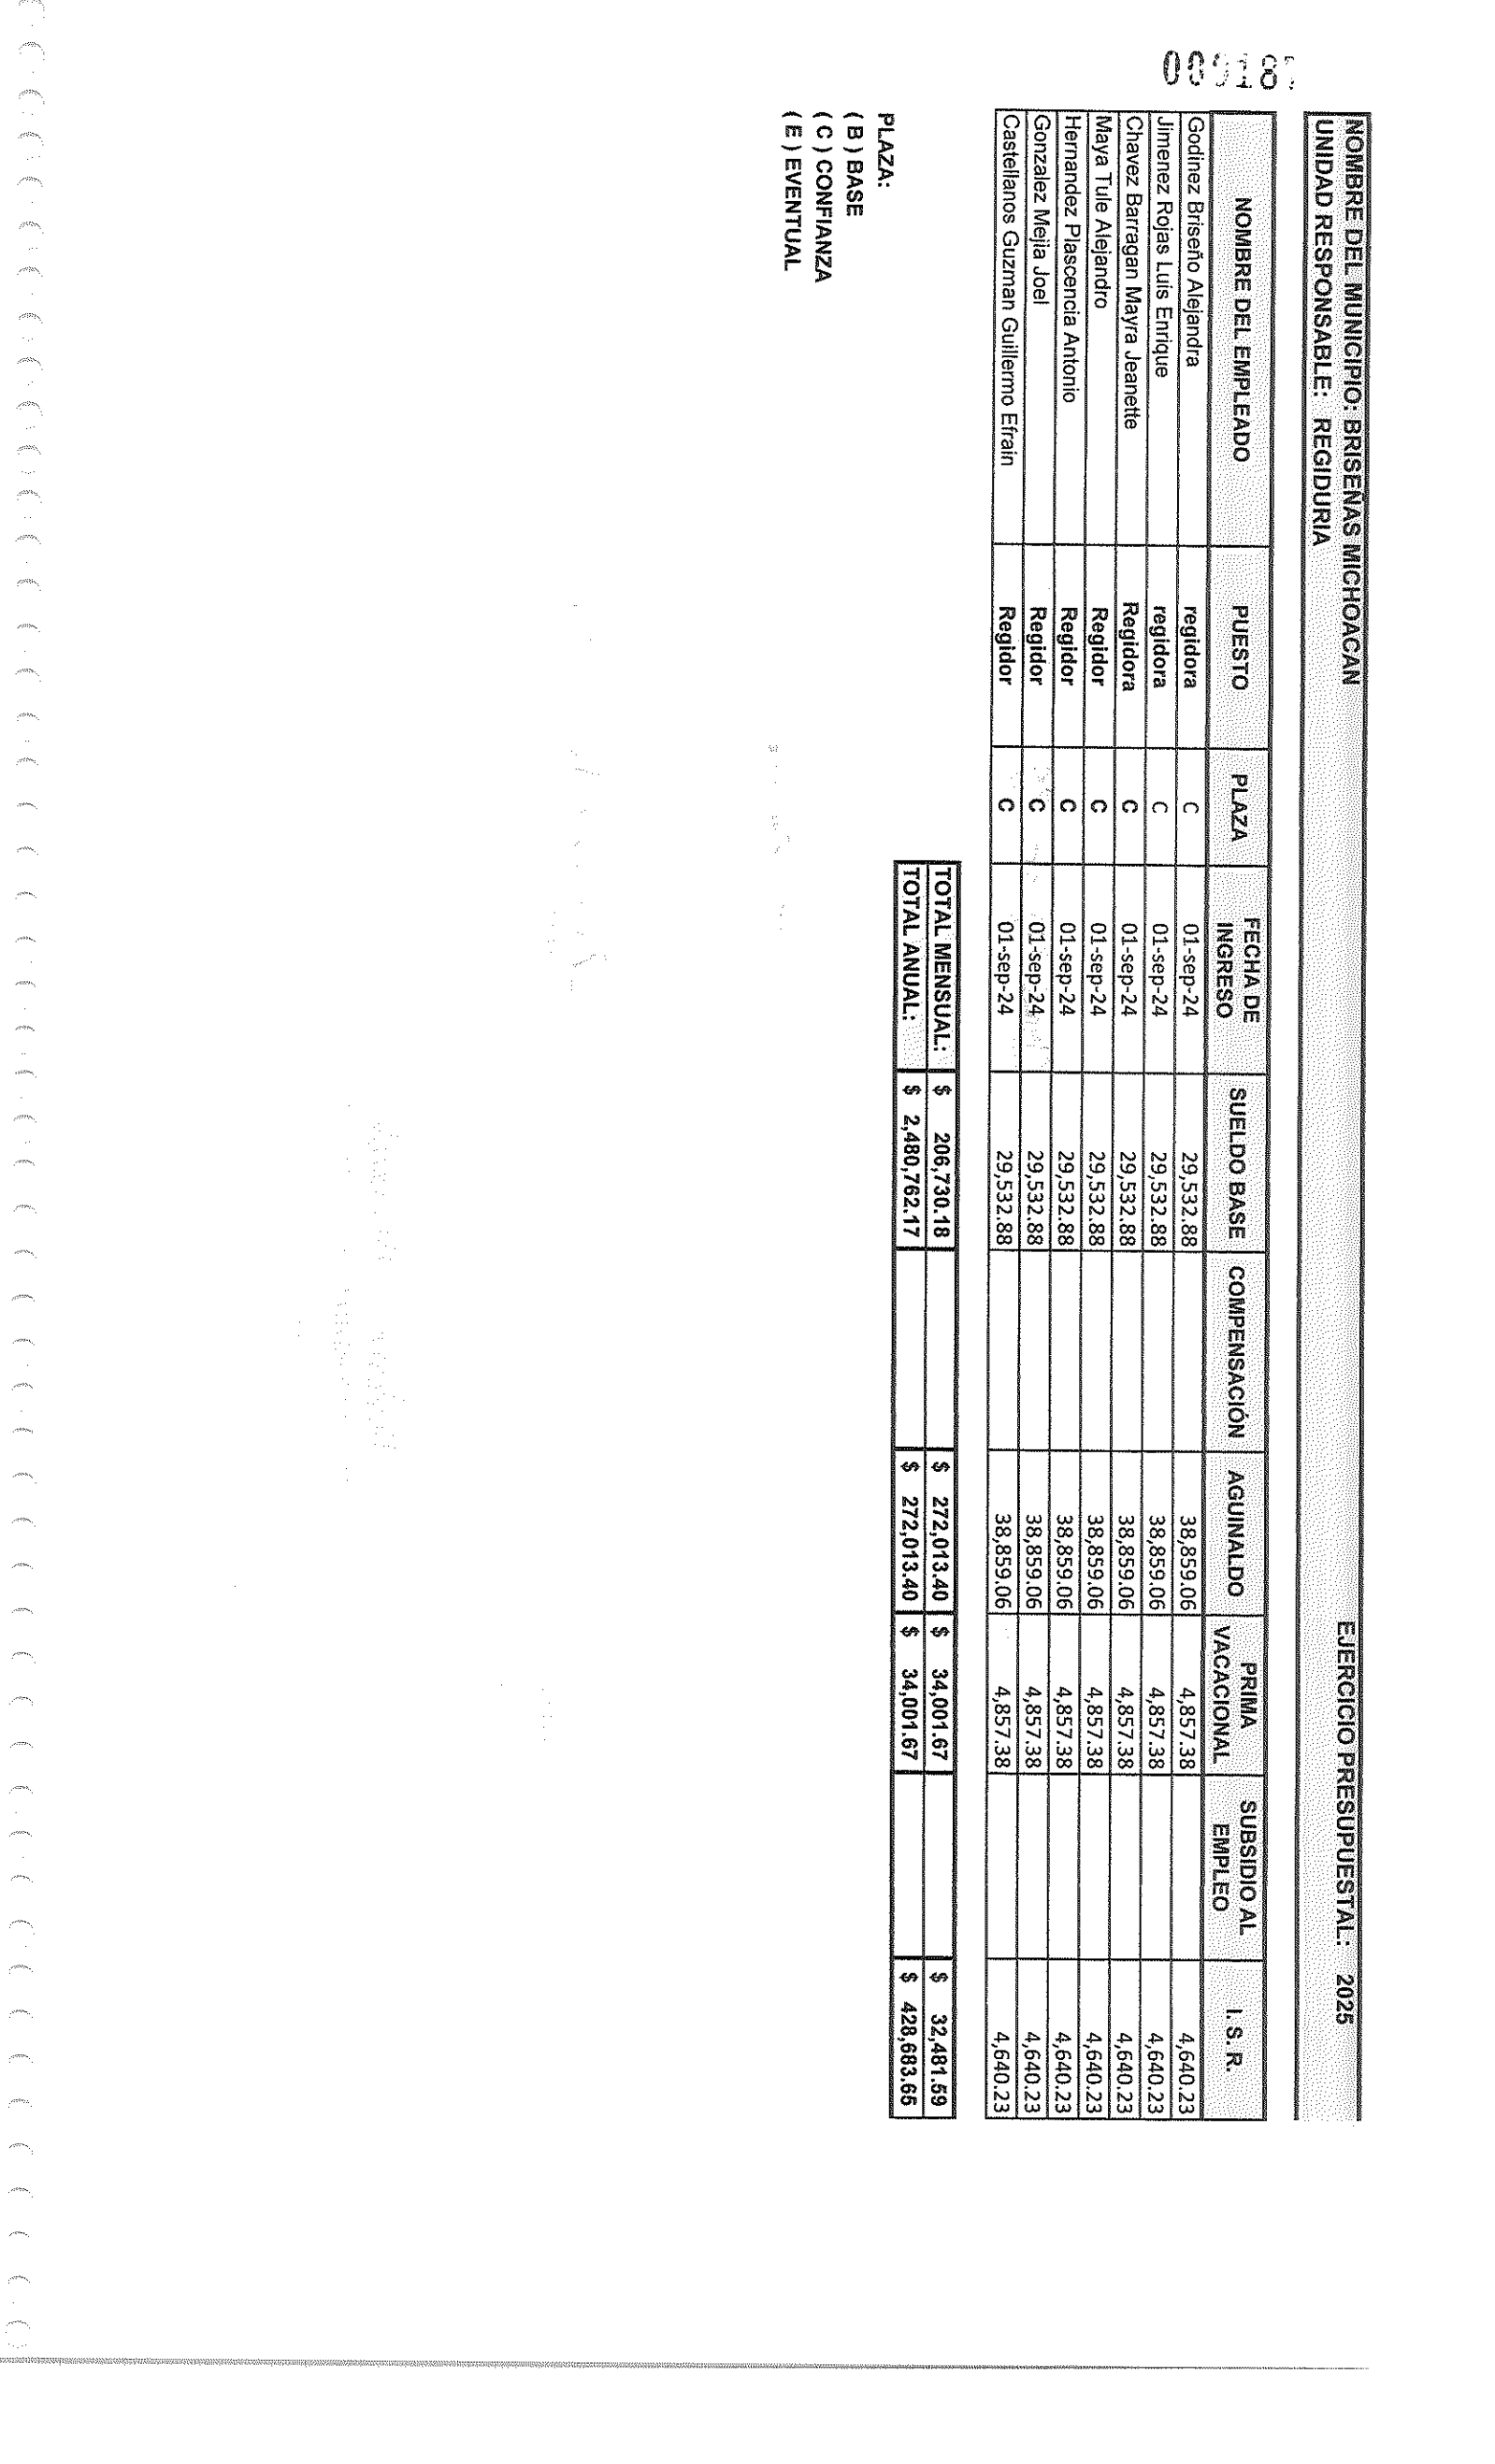 NOMBRE DEL MUNICIPIO: BRISEÑAS MICHOACAN EJERCICIO PRESUPUESTAL: 2025
UNIDAD RESPONSABLE: REGIDURIA
NOMBRE DEL EMPLEADO PUESTO PLAZA FECHA DE INGRESO SUELDO BASE COMPENSACIÓN AGUINALDO PRIMA VACACIONAL SUBSIDIO AL EMPLEO I. S. R.
Godinez Briseño Alejandra regidora C 01-sep-24 29,532.88 38,859.06 4,857.38 4,640.23
Jimenez Rojas Luis Enrique regidora C 01-sep-24 29,532.88 38,859.06 4,857.38 4,640.23
Chavez Barragan Mayra Jeanette Regidora C 01-sep-24 29,532.88 38,859.06 4,857.38 4,640.23
Maya Tule Alejandro Regidor C 01-sep-24 29,532.88 38,859.06 4,857.38 4,640.23
Hernandez Plascencia Antonio Regidor C 01-sep-24 29,532.88 38,859.06 4,857.38 4,640.23
Gonzalez Mejia Joel Regidor C 01-sep-24 29,532.88 38,859.06 4,857.38 4,640.23
Castellanos Guzman Guillermo Efrain Regidor C 01-sep-24 29,532.88 38,859.06 4,857.38 4,640.23
TOTAL MENSUAL: $ 206,730.18 $ 272,013.40 $ 34,001.67 $ 32,481.59
TOTAL ANUAL: $ 2,480,762.17 $ 272,013.40 $ 34,001.67 $ 428,683.65
PLAZA:
( B ) BASE
( C ) CONFIANZA
( E ) EVENTUAL